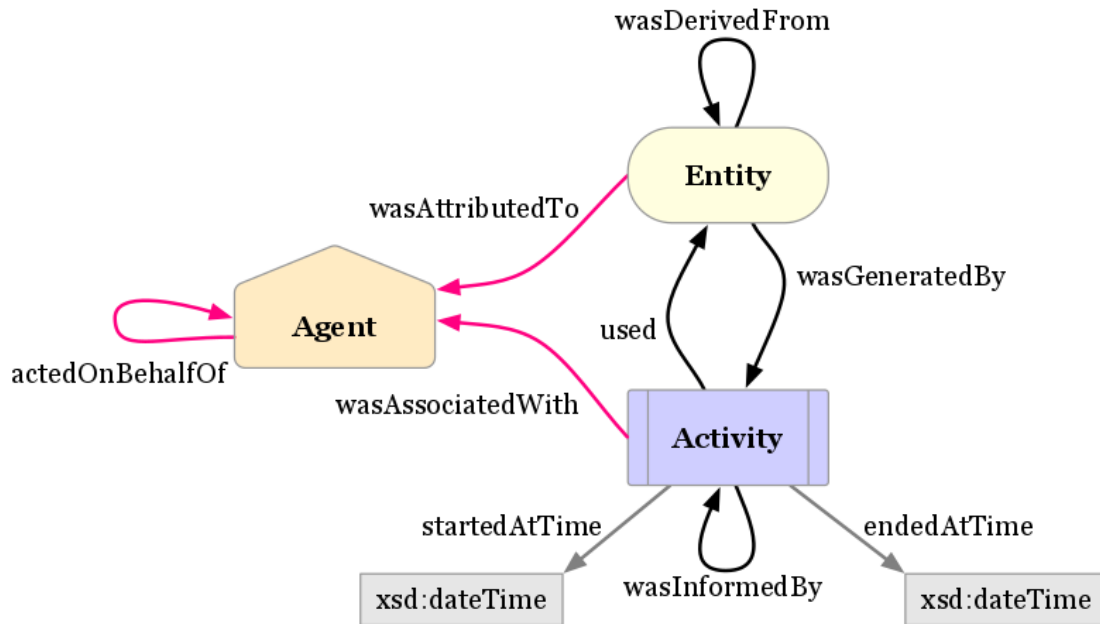 wasDerivedFrom
Entity
wasAttributedTo
wasGeneratedBy
used
Agent
actedOnBehalfOf
wasAssociatedWith
Activity
startedAtTime
endedAtTime
wasInformedBy
xsd:dateTime
xsd:dateTime